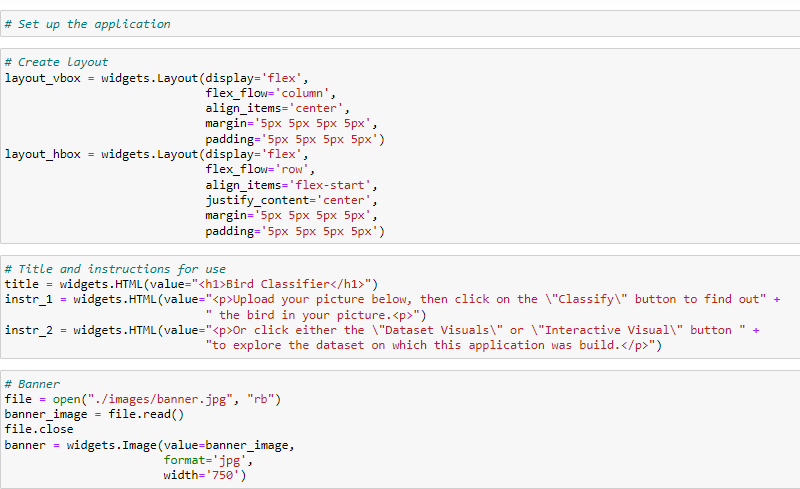 # Set up the application
# Create layout
layout_vbox = widgets.Layout(display='flex',
flex_flow='column',
align_items='center',
margin='5px 5px 5px 5px',
padding='5px 5px 5px 5px')
layout_hbox = widgets.Layout(display='flex',
flex_flow='row',
align_items='flex-start',
justify_content='center',
margin='5px 5px 5px 5px',
padding='5px 5px 5px 5px')
# Title and instructions for use
title = widgets.HTML(value="<h1>Bird Classifier</h1>")
instr_1 = widgets.HTML(value="<p>Upload your picture below, then click on the \"Classify\" button to find out" +
" the bird in your picture.<p>")
instr_2 = widgets.HTML(value="<p>Or click either the \"Dataset Visuals\" or \"Interactive Visual\" button " +
"to explore the dataset on which this application was build.</p>")
# Banner
file = open("./images/banner.jpg", "rb")
banner_image = file.read()
file.close
banner = widgets.Image(value=banner_image,
format='jpg',
width='750')